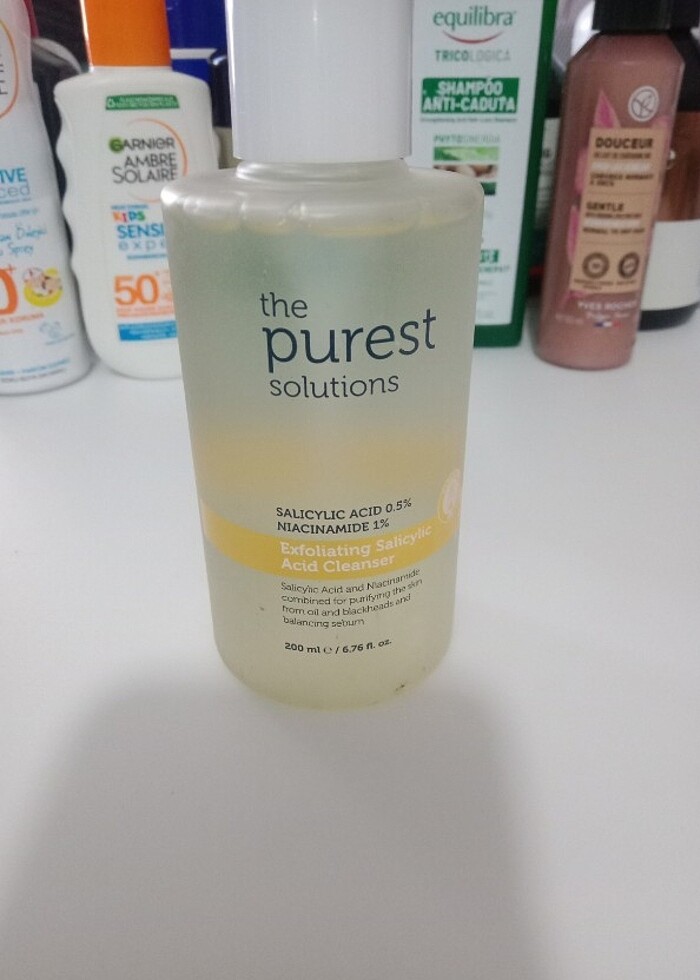 the
purest
solutions
SALICYLIC ACID 0.5%
NIACINAMIDE 1%
Exfoliating Salicylic
Acid Cleanser
Salicylic Acid and Niacinamide
combined for purifying the skin
from oil and blackheads and
balancing sebum
200 ml ℮ / 6.76 fl. oz.
GARNIER
AMBRE
SOLAIRE
KIDS
SENSI
expe
50
equilibra
TRICOLOGICA
SHAMPOO
ANTI-CADUTA
DOUCEUR
GENTLE
YVES ROCHER